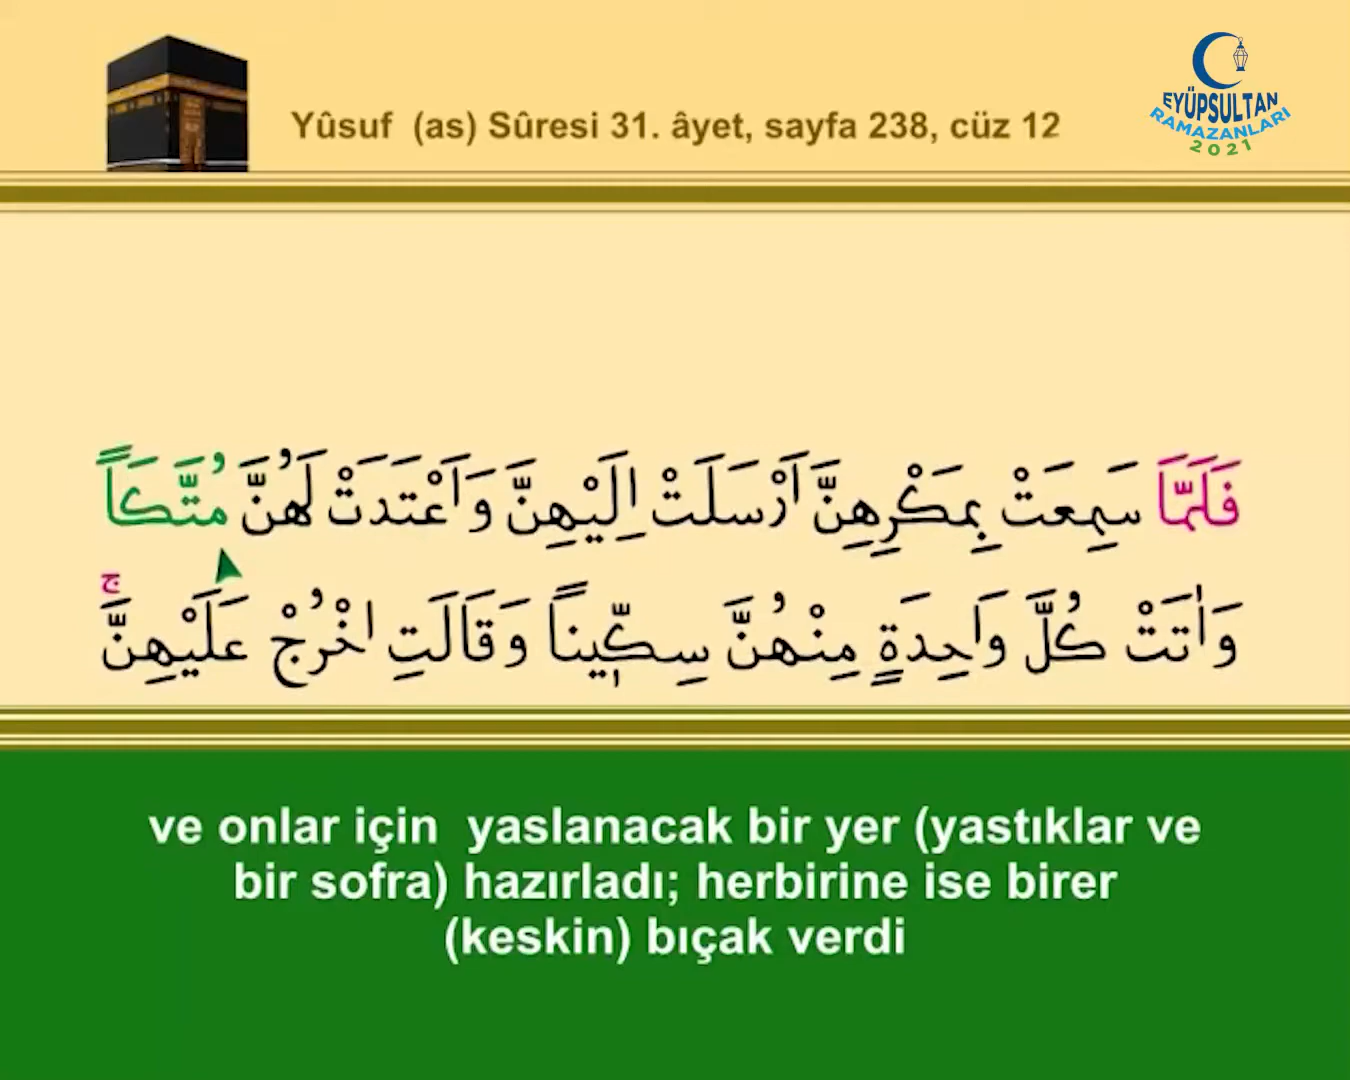 Yûsuf (as) Sûresi 31. âyet, sayfa 238, cüz 12
EYÜPSULTAN
RAMAZANLARI
2021
فَلَمَّا سَمِعَتْ بِمَكْرِهِنَّ اَرْسَلَتْ اِلَيْهِنَّ وَاَعْتَدَتْ لَهُنَّ مُتَّكَاً
وَاٰتَتْ كُلَّ وَاحِدَةٍ مِنْهُنَّ سِكّ۪يناً وَقَالَتِ اخْرُجْ عَلَيْهِنَّۚ
ve onlar için yaslanacak bir yer (yastıklar ve
bir sofra) hazırladı; herbirine ise birer
(keskin) bıçak verdi